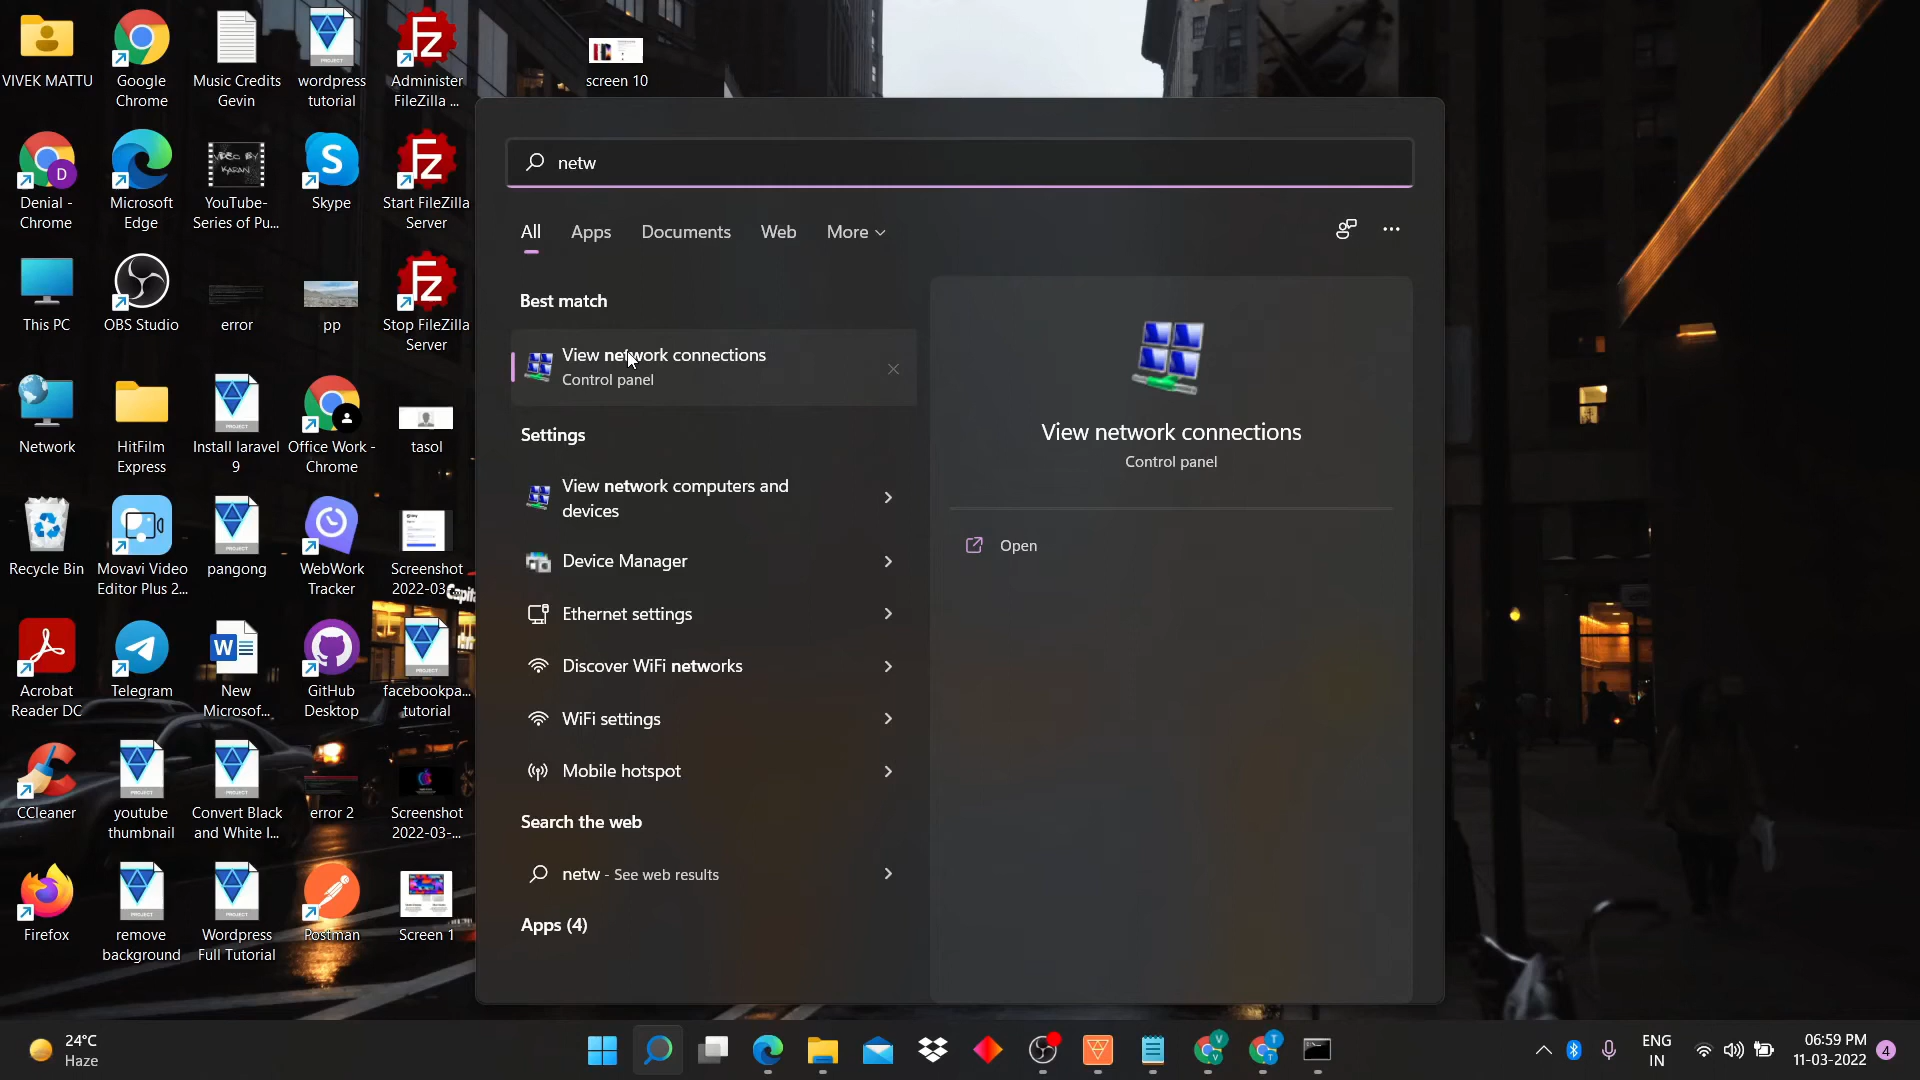 VIVEK MATTU
Google
Chrome
Music Credits
Gevin
wordpress
tutorial
Administer
FileZilla ...
screen 10
Denial -
Chrome
Microsoft
Edge
YouTube-
Series of Pu...
Skype
Start FileZilla
Server
This PC
OBS Studio
error
pp
Stop FileZilla
Server
Network
HitFilm
Express
Install laravel
9
Office Work -
Chrome
tasol
Recycle Bin
Movavi Video
Editor Plus 2...
pangong
WebWork
Tracker
Screenshot
2022-03-...
Acrobat
Reader DC
Telegram
New
Microsof...
GitHub
Desktop
facebookpa...
tutorial
CCleaner
youtube
thumbnail
Convert Black
and White I...
error 2
Screenshot
2022-03-...
Firefox
remove
background
Wordpress
Full Tutorial
Postman
Screen 1
netw
All
Apps
Documents
Web
More
Best match
View network connections
Control panel
Settings
View network computers and
devices
Device Manager
Ethernet settings
Discover WiFi networks
WiFi settings
Mobile hotspot
Search the web
netw - See web results
Apps (4)
View network connections
Control panel
Open
24°C
Haze
ENG
IN
06:59 PM
11-03-2022
4